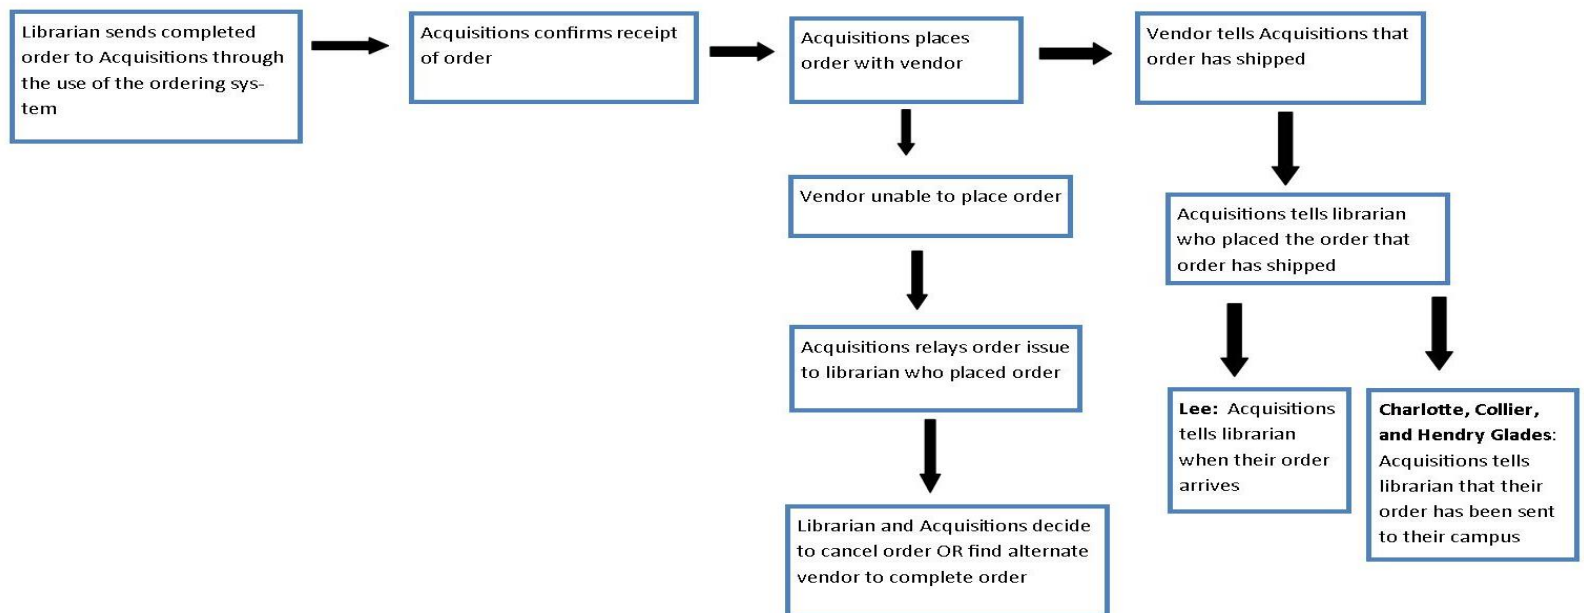 Librarian sends completed
order to Acquisitions through
the use of the ordering sys-
tem
Acquisitions confirms receipt
of order
Acquisitions places
order with vendor
Vendor tells Acquisitions that
order has shipped
Vendor unable to place order
Acquisitions relays order issue
to librarian who placed order
Librarian and Acquisitions decide
to cancel order OR find alternate
vendor to complete order
Acquisitions tells librarian
who placed the order that
order has shipped
Lee: Acquisitions
tells librarian
when their order
arrives
Charlotte, Collier,
and Hendry Glades:
Acquisitions tells
librarian that their
order has been sent
to their campus